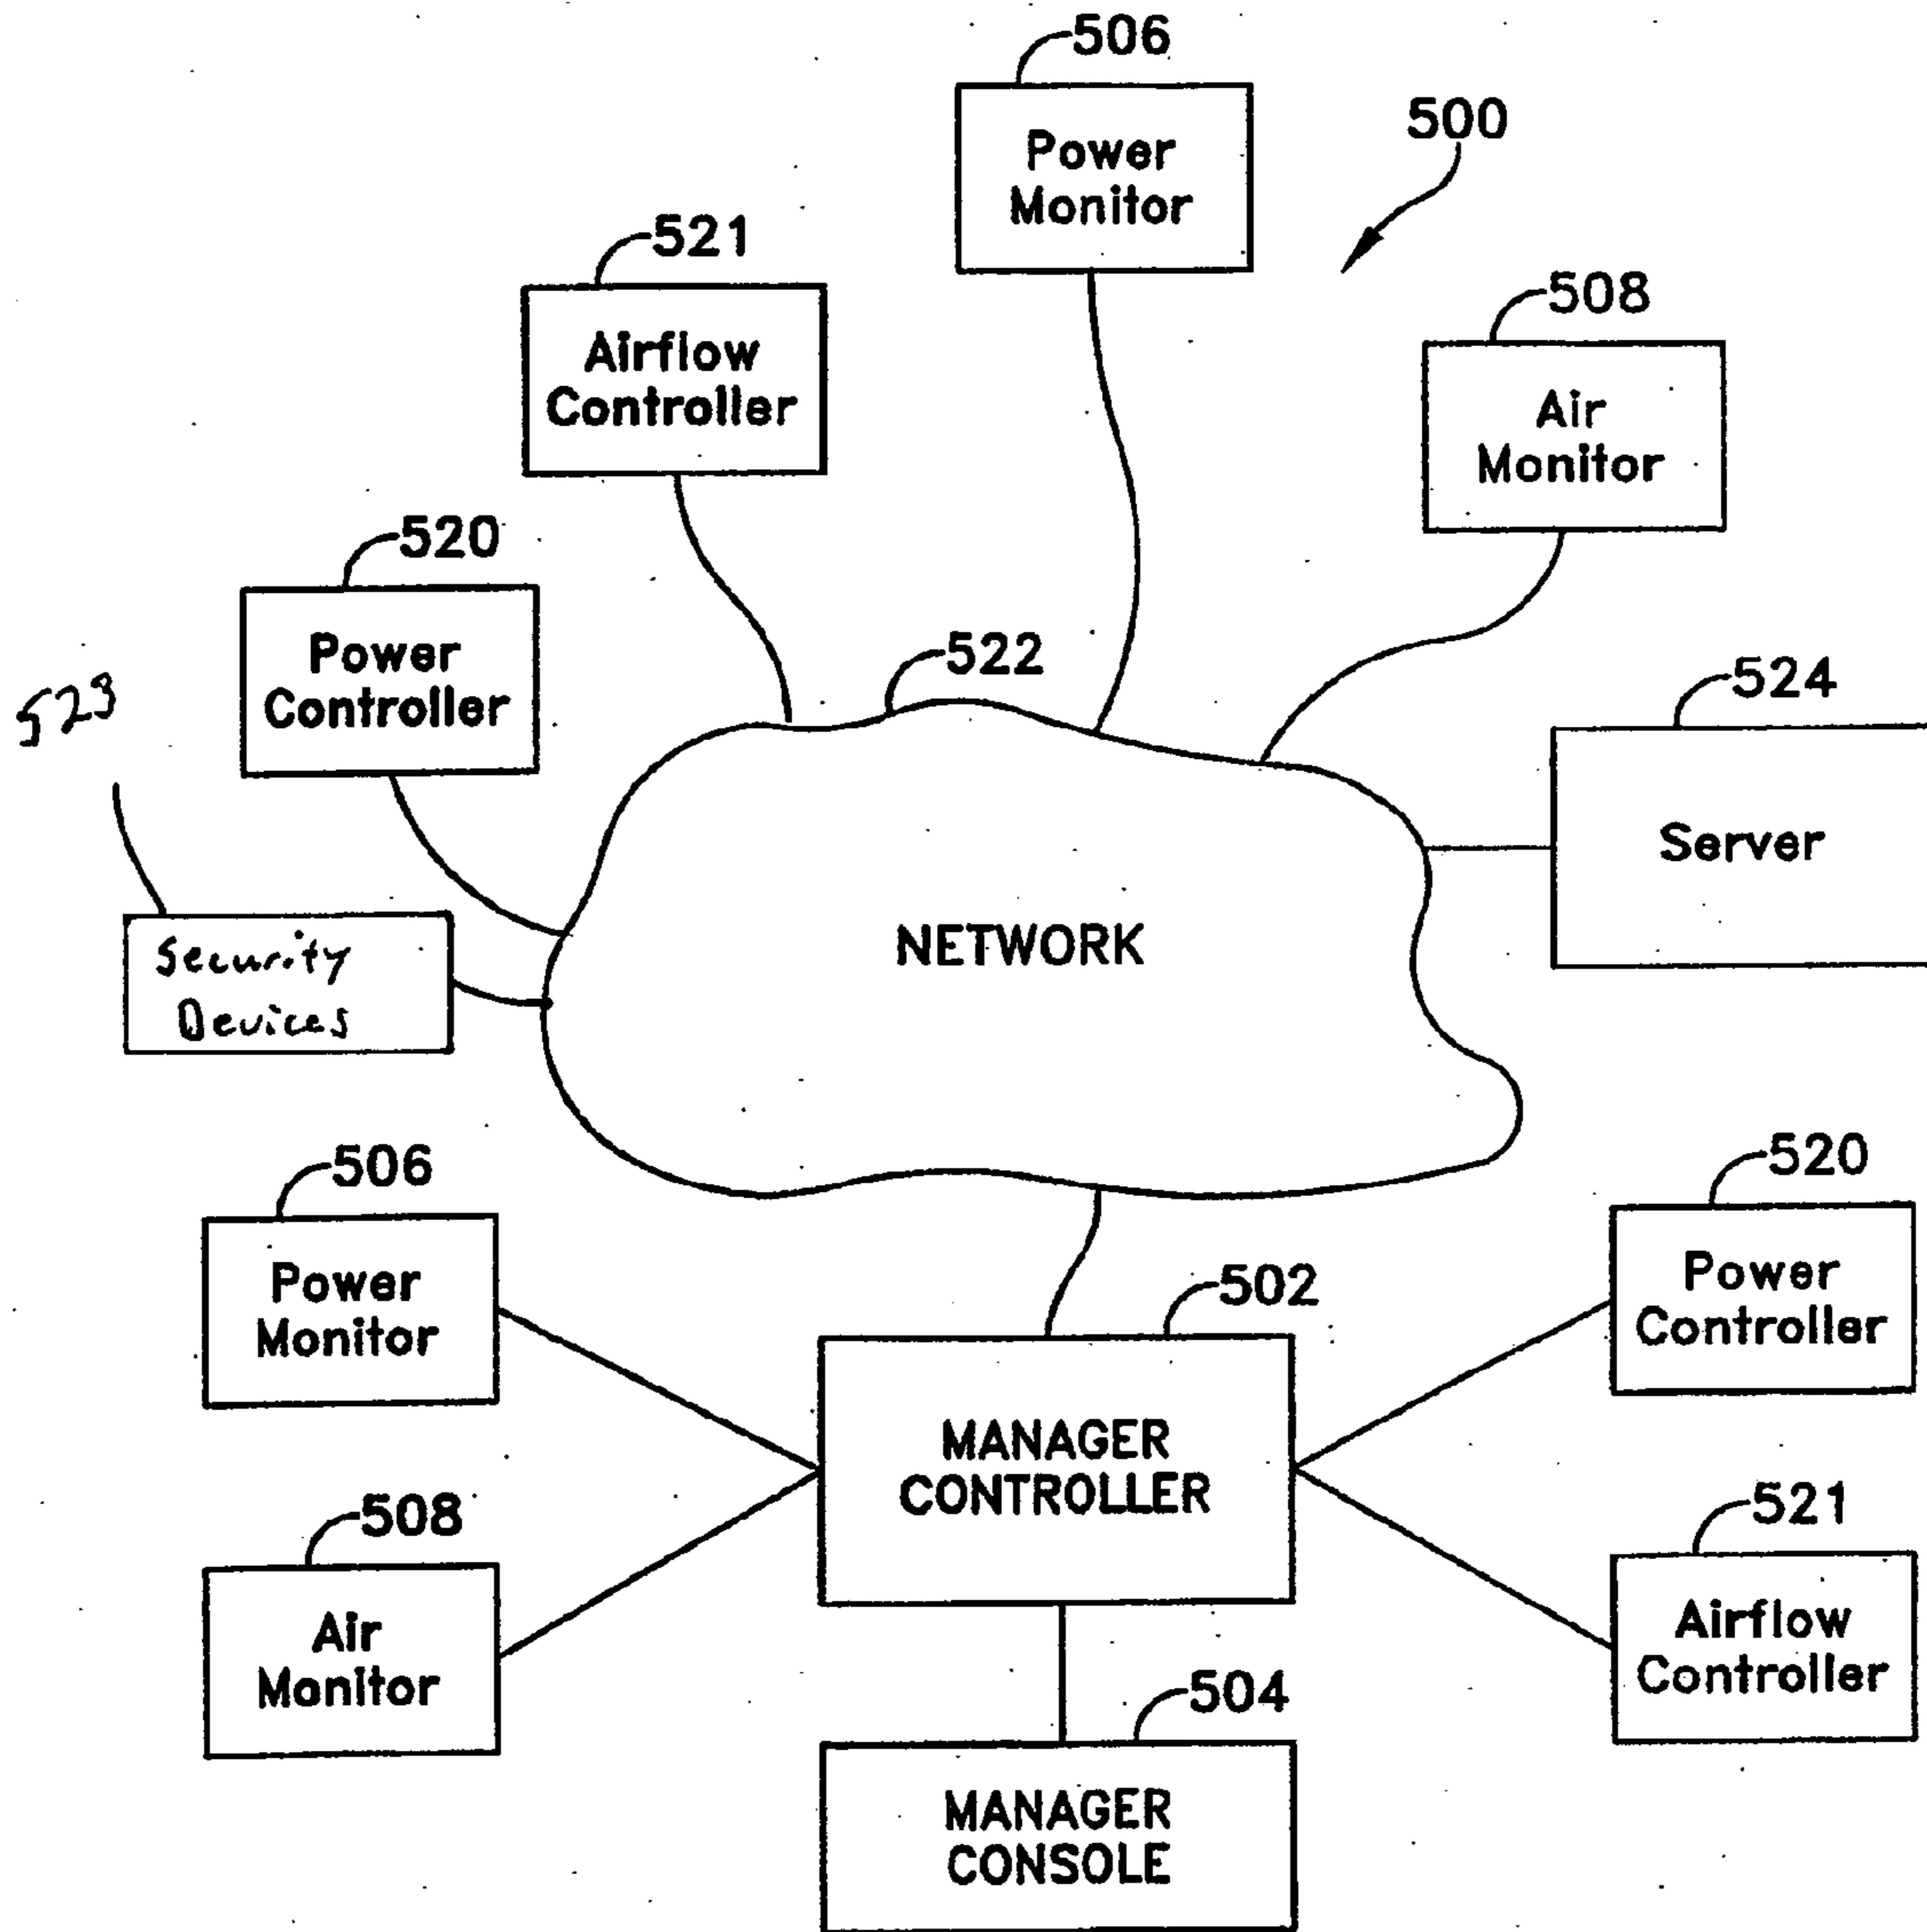 506
Power
Monitor
500
521
Airflow
Controller
508
Air
Monitor
520
Power
Controller
522
523
524
Server
NETWORK
Security
Devices
506
Power
Monitor
520
Power
Controller
502
MANAGER
CONTROLLER
508
Air
Monitor
521
Airflow
Controller
504
MANAGER
CONSOLE